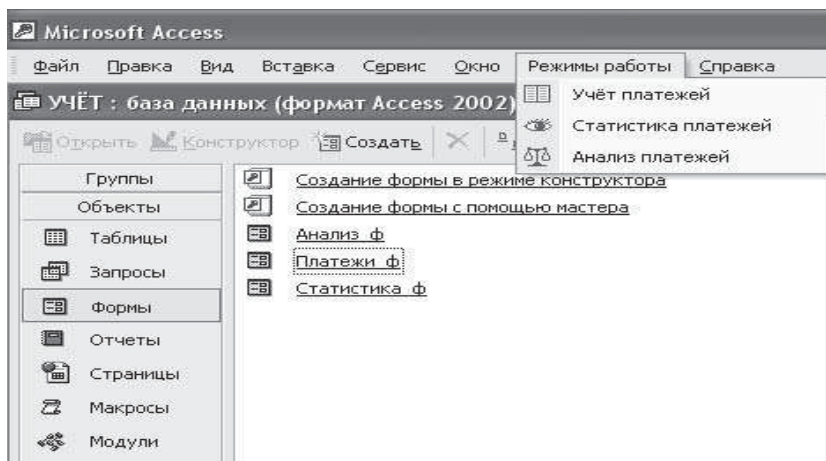 Microsoft Access
Файл Правка Вид Вставка Сервис Окно Режимы работы Справка
Учёт платежей
Статистика платежей
Анализ платежей
УЧЁТ : база данных (формат Access 2002)
Открыть Конструктор Создать
Группы
Объекты
Таблицы
Запросы
Формы
Отчеты
Страницы
Макросы
Модули
Создание формы в режиме конструктора
Создание формы с помощью мастера
Анализ_ф
Платежи_ф
Статистика_ф